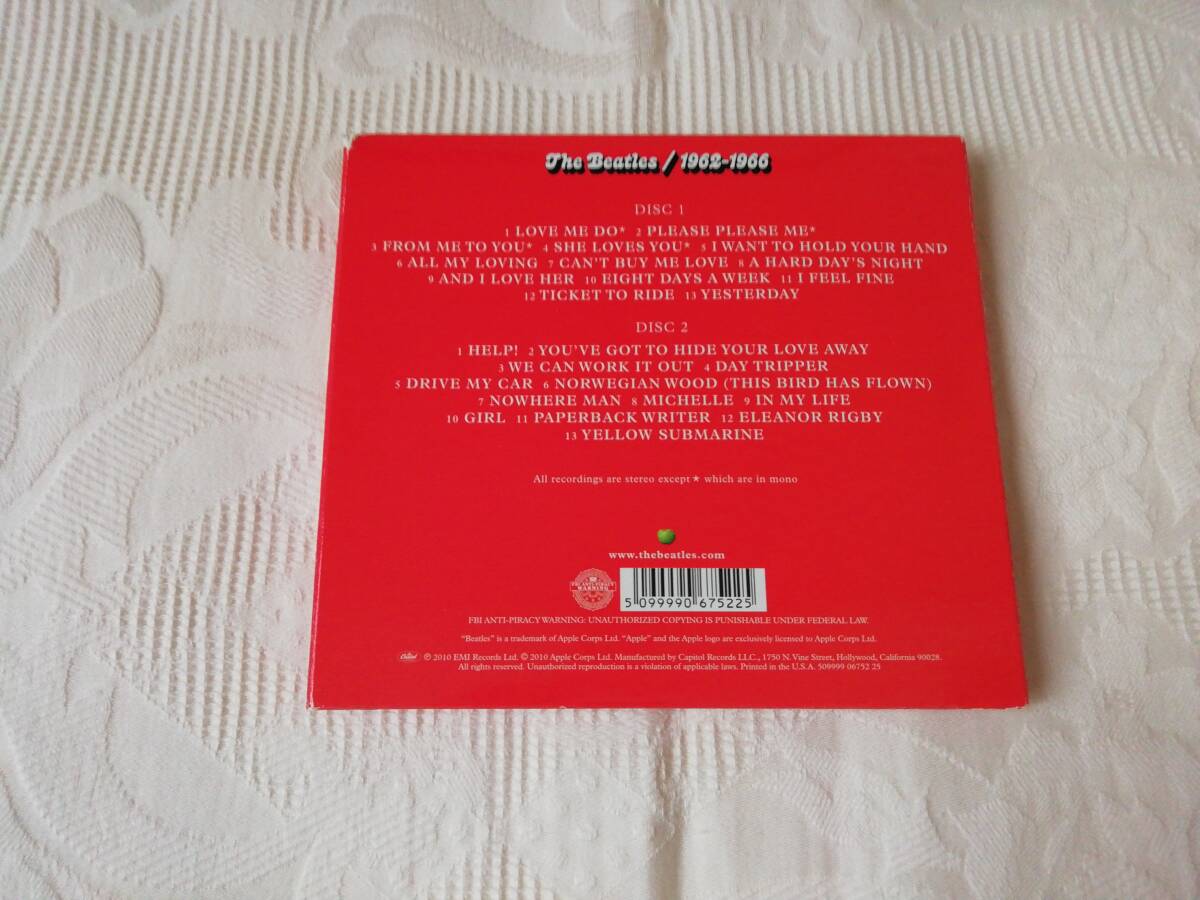 The Beatles / 1962-1966
DISC 1
1 LOVE ME DO* 2 PLEASE PLEASE ME*
3 FROM ME TO YOU* 4 SHE LOVES YOU* 5 I WANT TO HOLD YOUR HAND
6 ALL MY LOVING 7 CAN'T BUY ME LOVE 8 A HARD DAY'S NIGHT
9 AND I LOVE HER 10 EIGHT DAYS A WEEK 11 I FEEL FINE
12 TICKET TO RIDE 13 YESTERDAY
DISC 2
1 HELP! 2 YOU'VE GOT TO HIDE YOUR LOVE AWAY
3 WE CAN WORK IT OUT 4 DAY TRIPPER
5 DRIVE MY CAR 6 NORWEGIAN WOOD (THIS BIRD HAS FLOWN)
7 NOWHERE MAN 8 MICHELLE 9 IN MY LIFE
10 GIRL 11 PAPERBACK WRITER 12 ELEANOR RIGBY
13 YELLOW SUBMARINE
All recordings are stereo except * which are in mono
www.thebeatles.com
FBI ANTI-PIRACY
WARNING
5 099990 675225
FBI ANTI-PIRACY WARNING: UNAUTHORIZED COPYING IS PUNISHABLE UNDER FEDERAL LAW.
"Beatles" is a trademark of Apple Corps Ltd. "Apple" and the Apple logo are exclusively licensed to Apple Corps Ltd.
Capitol ℗ 2010 EMI Records Ltd. © 2010 Apple Corps Ltd. Manufactured by Capitol Records LLC., 1750 N. Vine Street, Hollywood, California 90028.
All rights reserved. Unauthorized reproduction is a violation of applicable laws. Printed in the U.S.A. 509999 06752 25